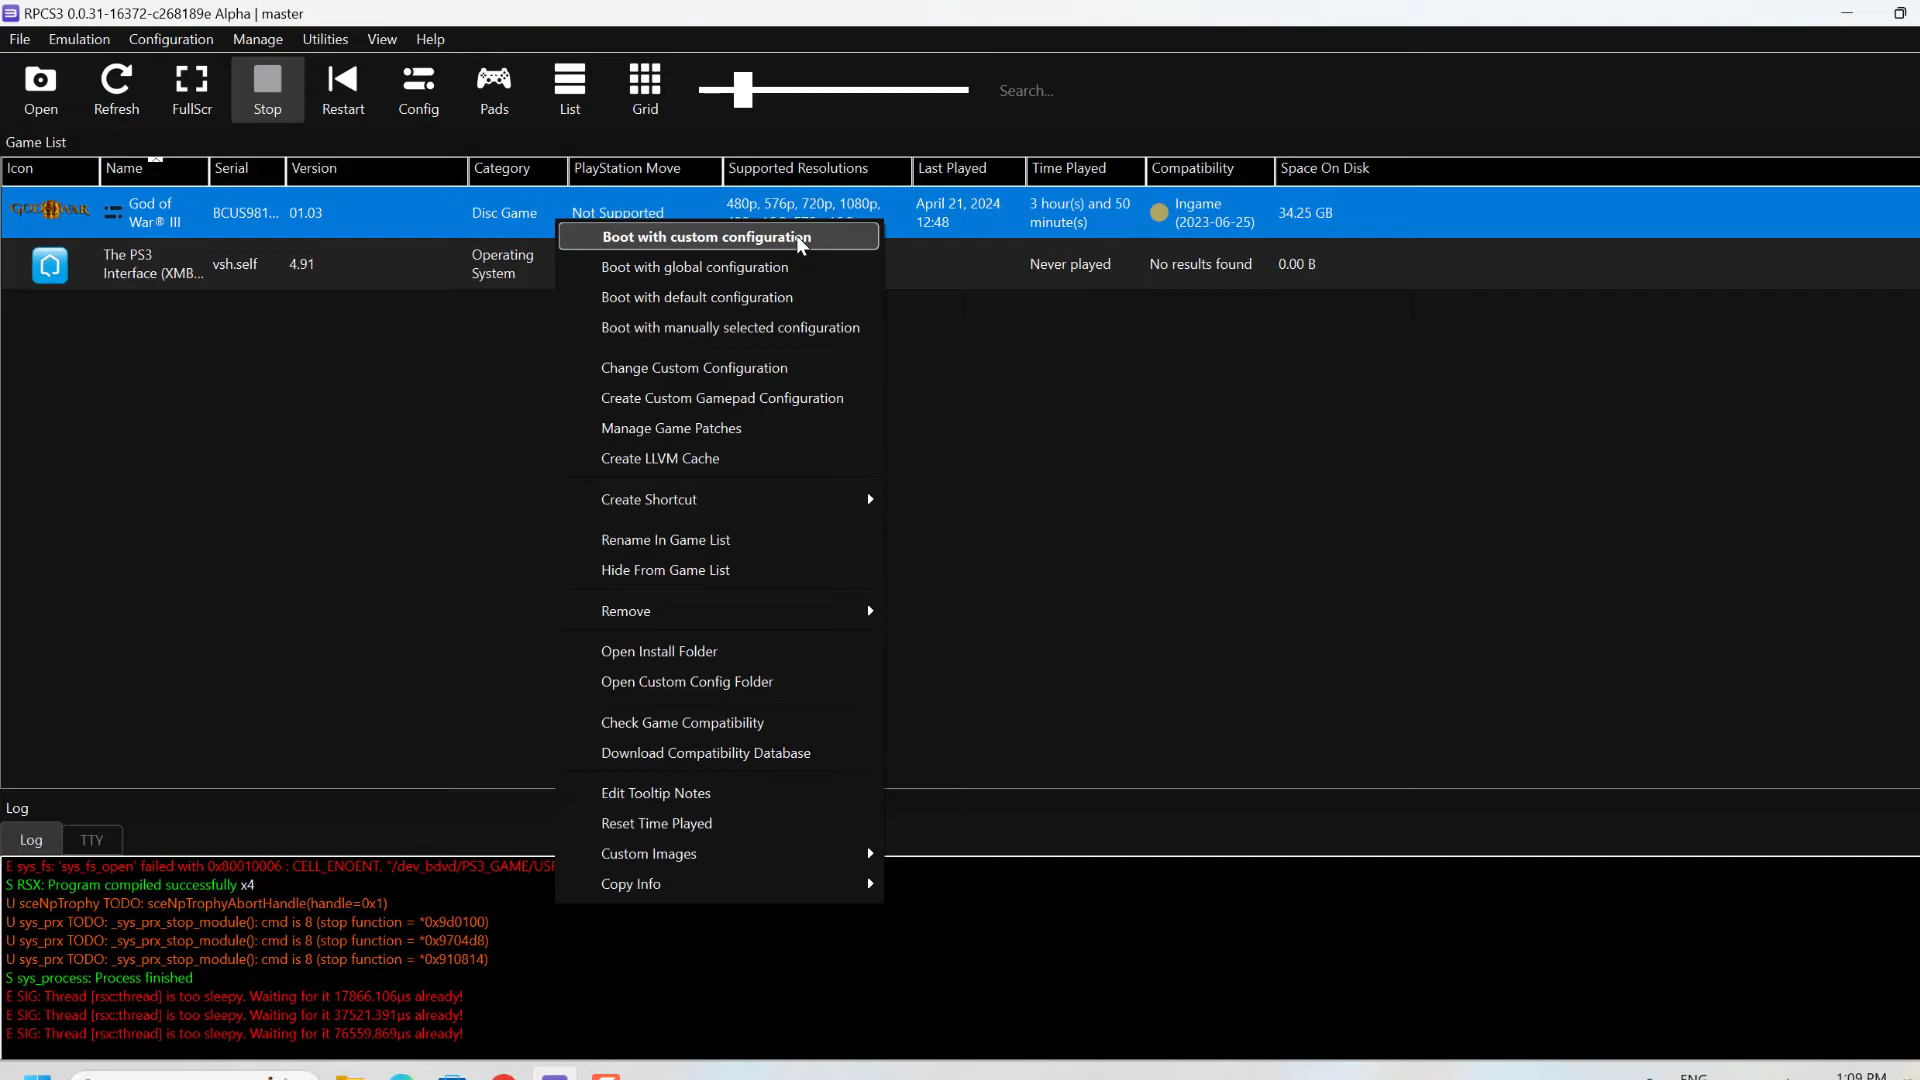 RPCS3 0.0.31-16372-c268189e Alpha | master
File Emulation Configuration Manage Utilities View Help
Open Refresh FullScr Stop Restart Config Pads List Grid Search...
Game List
Icon Name Serial Version Category PlayStation Move Supported Resolutions Last Played Time Played Compatibility Space On Disk
GOD WAR God of War® III BCUS981... 01.03 Disc Game Not Supported 480p, 576p, 720p, 1080p, April 21, 2024 12:48 3 hour(s) and 50 minute(s) Ingame (2023-06-25) 34.25 GB
The PS3 Interface (XMB... vsh.self 4.91 Operating System Never played No results found 0.00 B
Boot with custom configuration
Boot with global configuration
Boot with default configuration
Boot with manually selected configuration
Change Custom Configuration
Create Custom Gamepad Configuration
Manage Game Patches
Create LLVM Cache
Create Shortcut
Rename In Game List
Hide From Game List
Remove
Open Install Folder
Open Custom Config Folder
Check Game Compatibility
Download Compatibility Database
Edit Tooltip Notes
Reset Time Played
Custom Images
Copy Info
Log
Log TTY
E sys_fs: 'sys_fs_open' failed with 0x80010006 : CELL_ENOENT, "/dev_bdvd/PS3_GAME/USR
S RSX: Program compiled successfully x4
U sceNpTrophy TODO: sceNpTrophyAbortHandle(handle=0x1)
U sys_prx TODO: _sys_prx_stop_module(): cmd is 8 (stop function = *0x9d0100)
U sys_prx TODO: _sys_prx_stop_module(): cmd is 8 (stop function = *0x9704d8)
U sys_prx TODO: _sys_prx_stop_module(): cmd is 8 (stop function = *0x910814)
S sys_process: Process finished
E SIG: Thread [rsx::thread] is too sleepy. Waiting for it 17866.106µs already!
E SIG: Thread [rsx::thread] is too sleepy. Waiting for it 37521.391µs already!
E SIG: Thread [rsx::thread] is too sleepy. Waiting for it 76559.869µs already!
ENG 1:09 PM